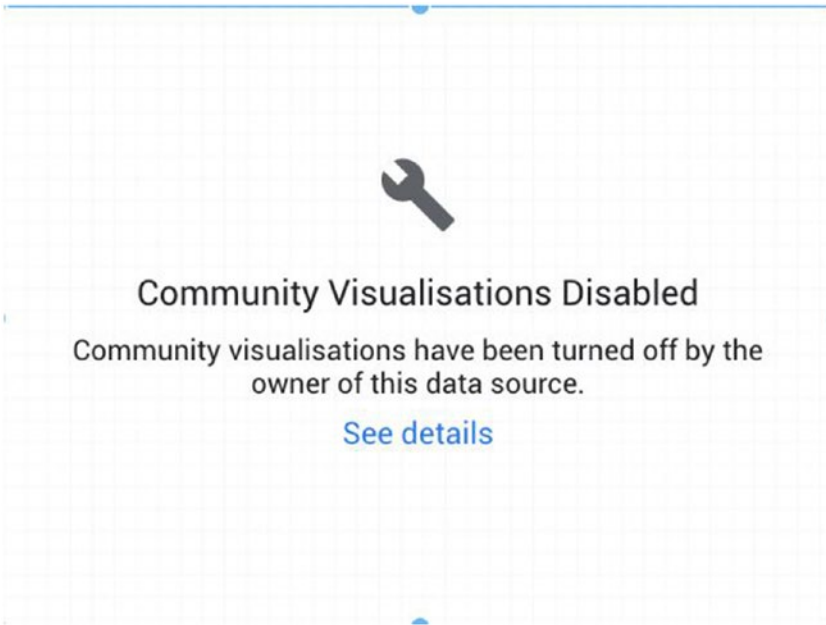 Community Visualisations Disabled
Community visualisations have been turned off by the
owner of this data source.
See details